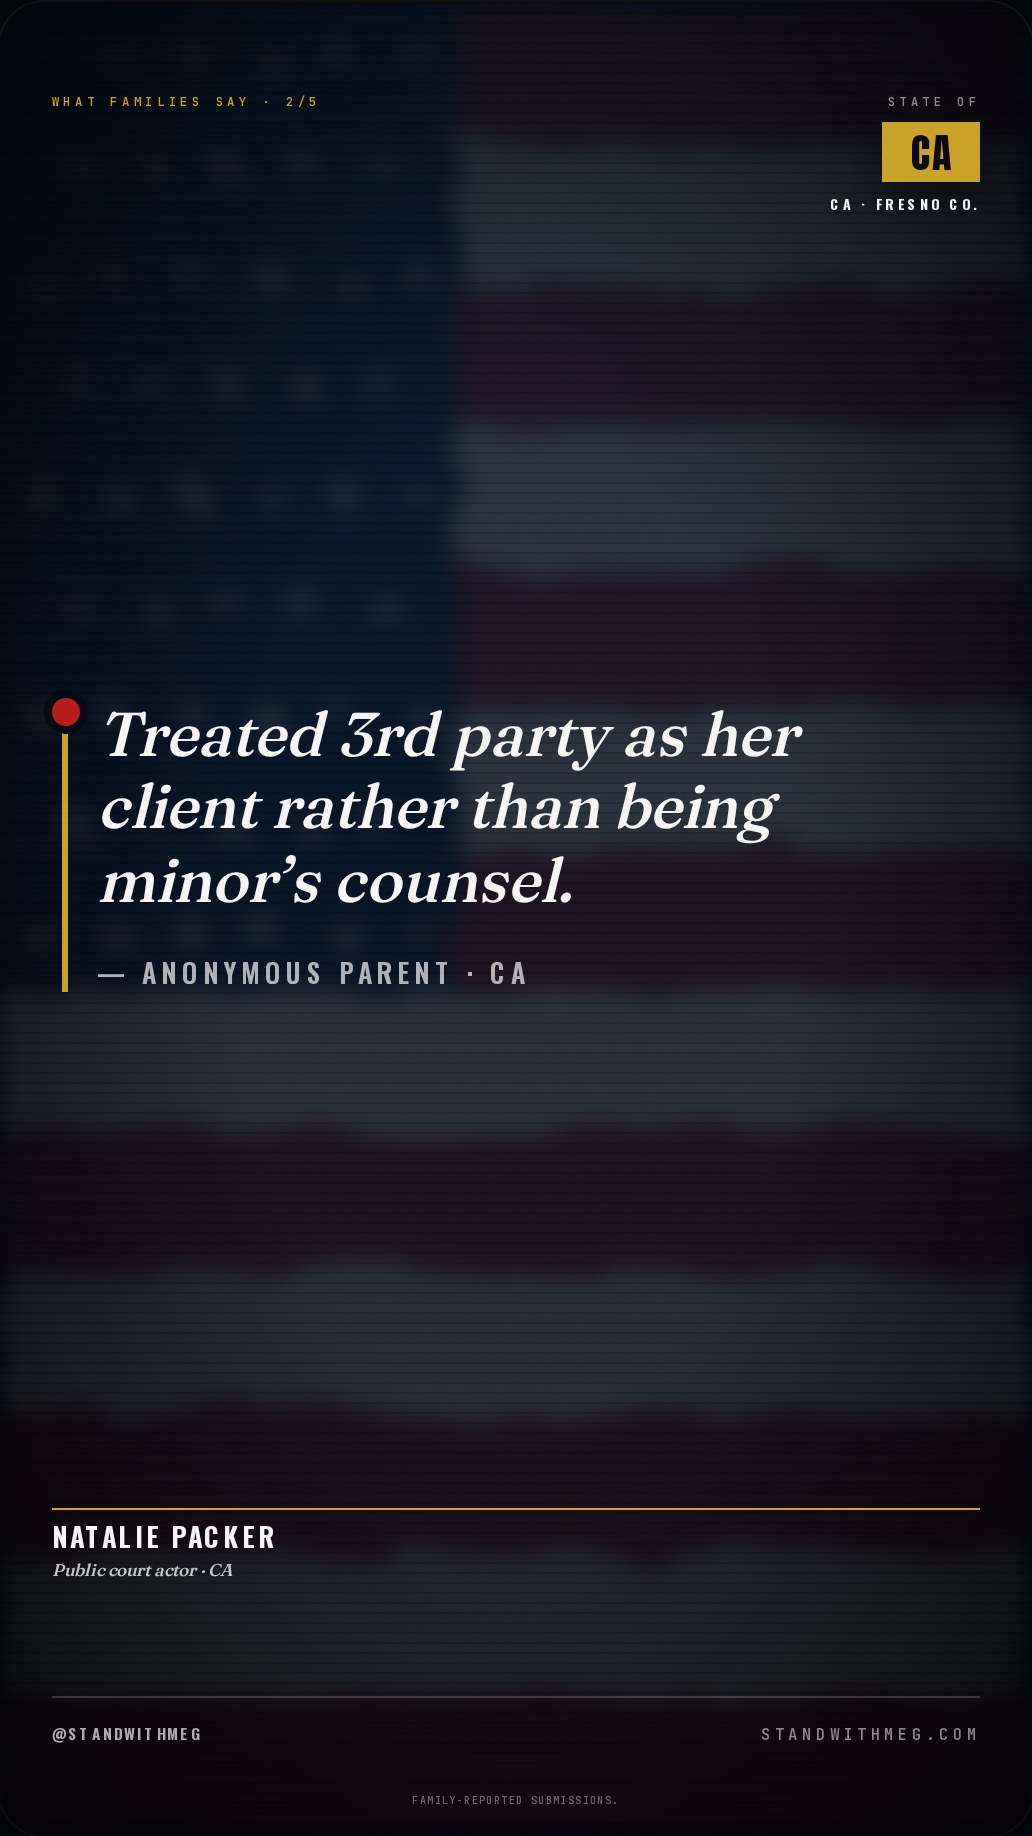 WHAT FAMILIES SAY · 2/5
STATE OF
CA
CA · FRESNO CO.
Treated 3rd party as her
client rather than being
minor’s counsel.
— ANONYMOUS PARENT · CA
NATALIE PACKER
Public court actor · CA
@STANDWITHMEG
STANDWITHMEG.COM
FAMILY-REPORTED SUBMISSIONS.